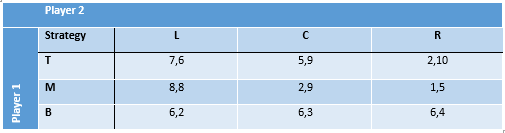 Player 2
Strategy L C R
T 7,6 5,9 2,10
M 8,8 2,9 1,5
B 6,2 6,3 6,4
Player 1